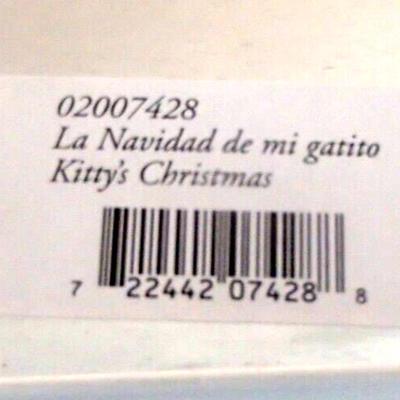 02007428
La Navidad de mi gatito
Kitty's Christmas
7 22442 07428 8